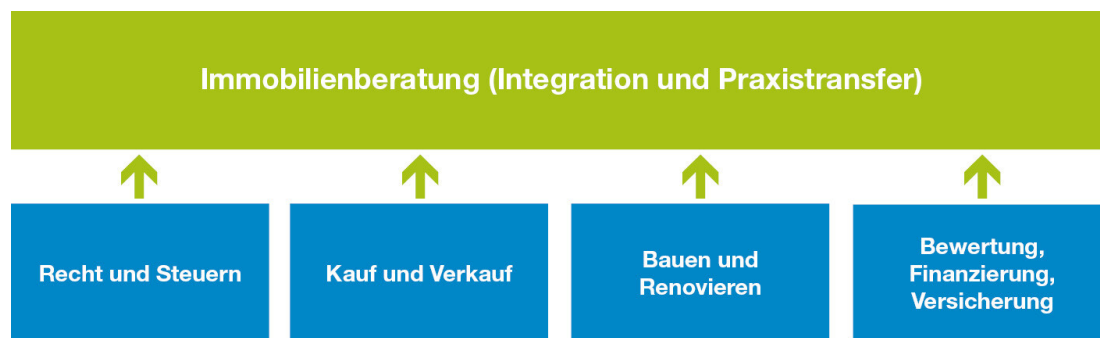 Immobilienberatung (Integration und Praxistransfer)
Recht und Steuern
Kauf und Verkauf
Bauen und
Renovieren
Bewertung,
Finanzierung,
Versicherung